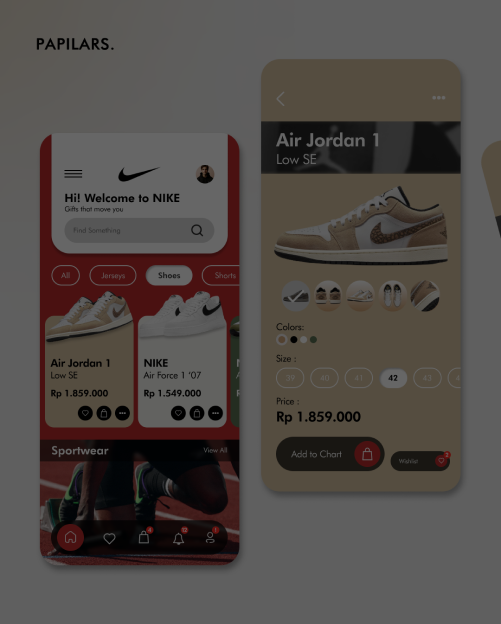 PAPILARS.
Hi! Welcome to NIKE
Gifts that move you
Find Something
All
Jerseys
Shoes
Shorts
Air Jordan 1
Low SE
Rp 1.859.000
NIKE
Air Force 1 '07
Rp 1.549.000
Sportwear
View All
Air Jordan 1
Low SE
Colors:
Size :
39
40
41
42
43
Price :
Rp 1.859.000
Add to Chart
Wishlist